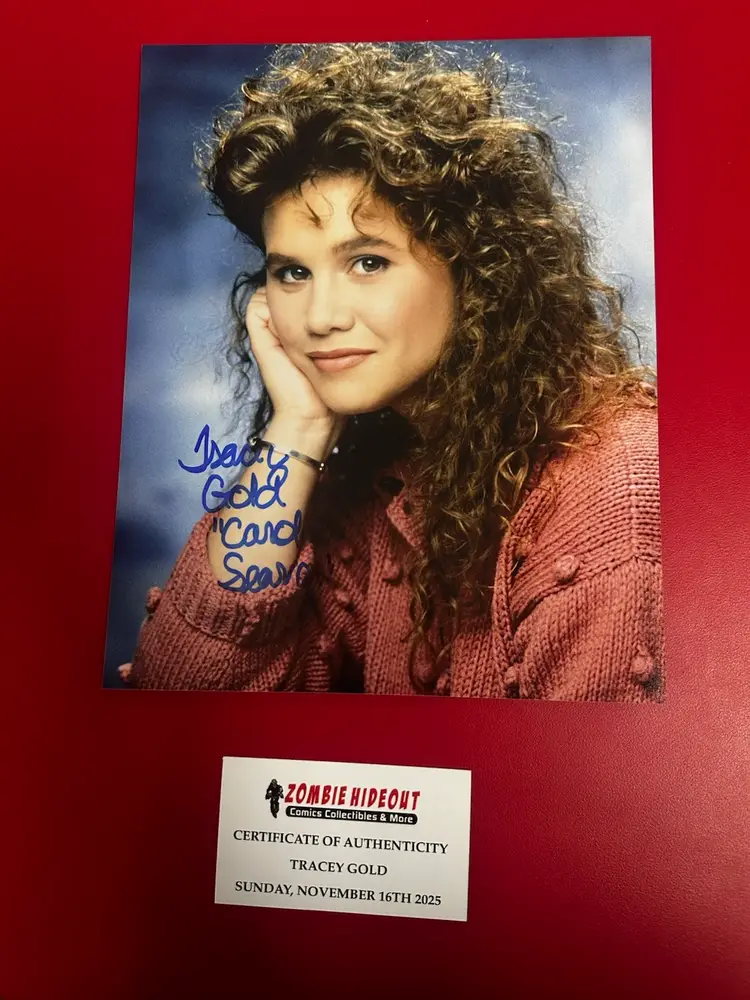 Tracey
Gold
"Carol
Seaver"
ZOMBIE HIDEOUT
Comics Collectibles & More
CERTIFICATE OF AUTHENTICITY
TRACEY GOLD
SUNDAY, NOVEMBER 16TH 2025